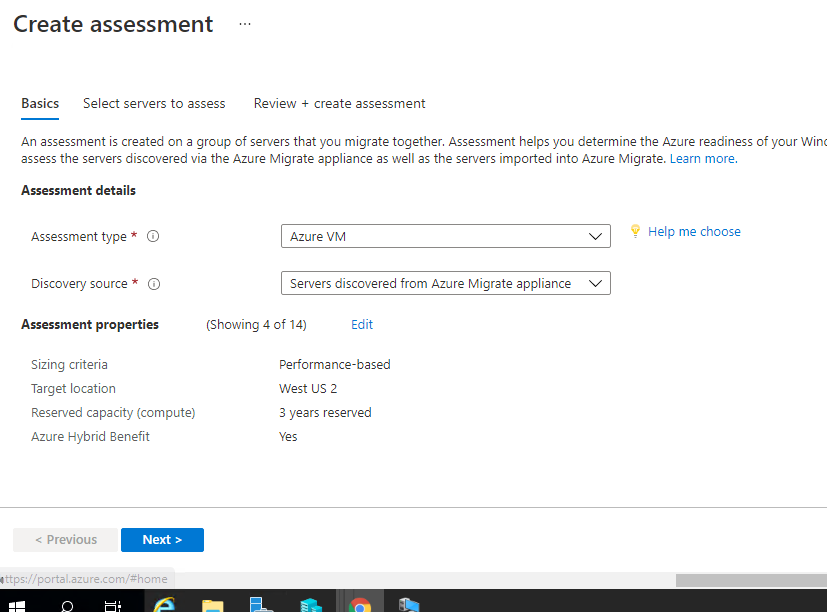 Create assessment ...
Basics Select servers to assess Review + create assessment
An assessment is created on a group of servers that you migrate together. Assessment helps you determine the Azure readiness of your
assess the servers discovered via the Azure Migrate appliance as well as the servers imported into Azure Migrate. Learn more.
Assessment details
Assessment type * Azure VM Help me choose
Discovery source * Servers discovered from Azure Migrate appliance
Assessment properties (Showing 4 of 14) Edit
Sizing criteria Performance-based
Target location West US 2
Reserved capacity (compute) 3 years reserved
Azure Hybrid Benefit Yes
< Previous Next >
ttps://portal.azure.com/#home